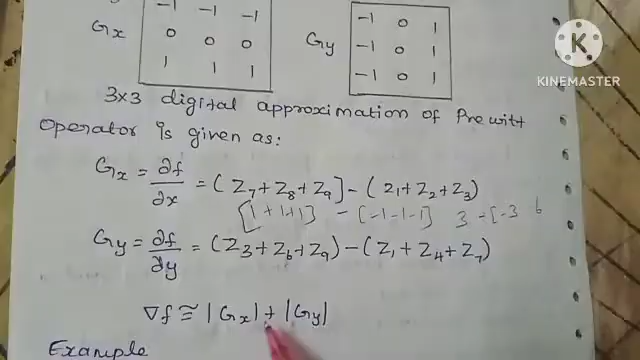 -1 -1 -1
Gx 0 0 0
1 1 1
Gy -1 0 1
-1 0 1
-1 0 1
KINEMASTER
3x3 digital approximation of Prewitt
Operator is given as:
Gx = ∂f/∂x = (Z7+Z8+Z9] - (Z1+Z2+Z3)
[1+1+1] - [-1-1-1] 3 - [-3 6
Gy = ∂f/∂y = (Z3+Z6+Z9) - (Z1+Z4+Z7)
∇f ≅ |Gx| + |Gy|
Example